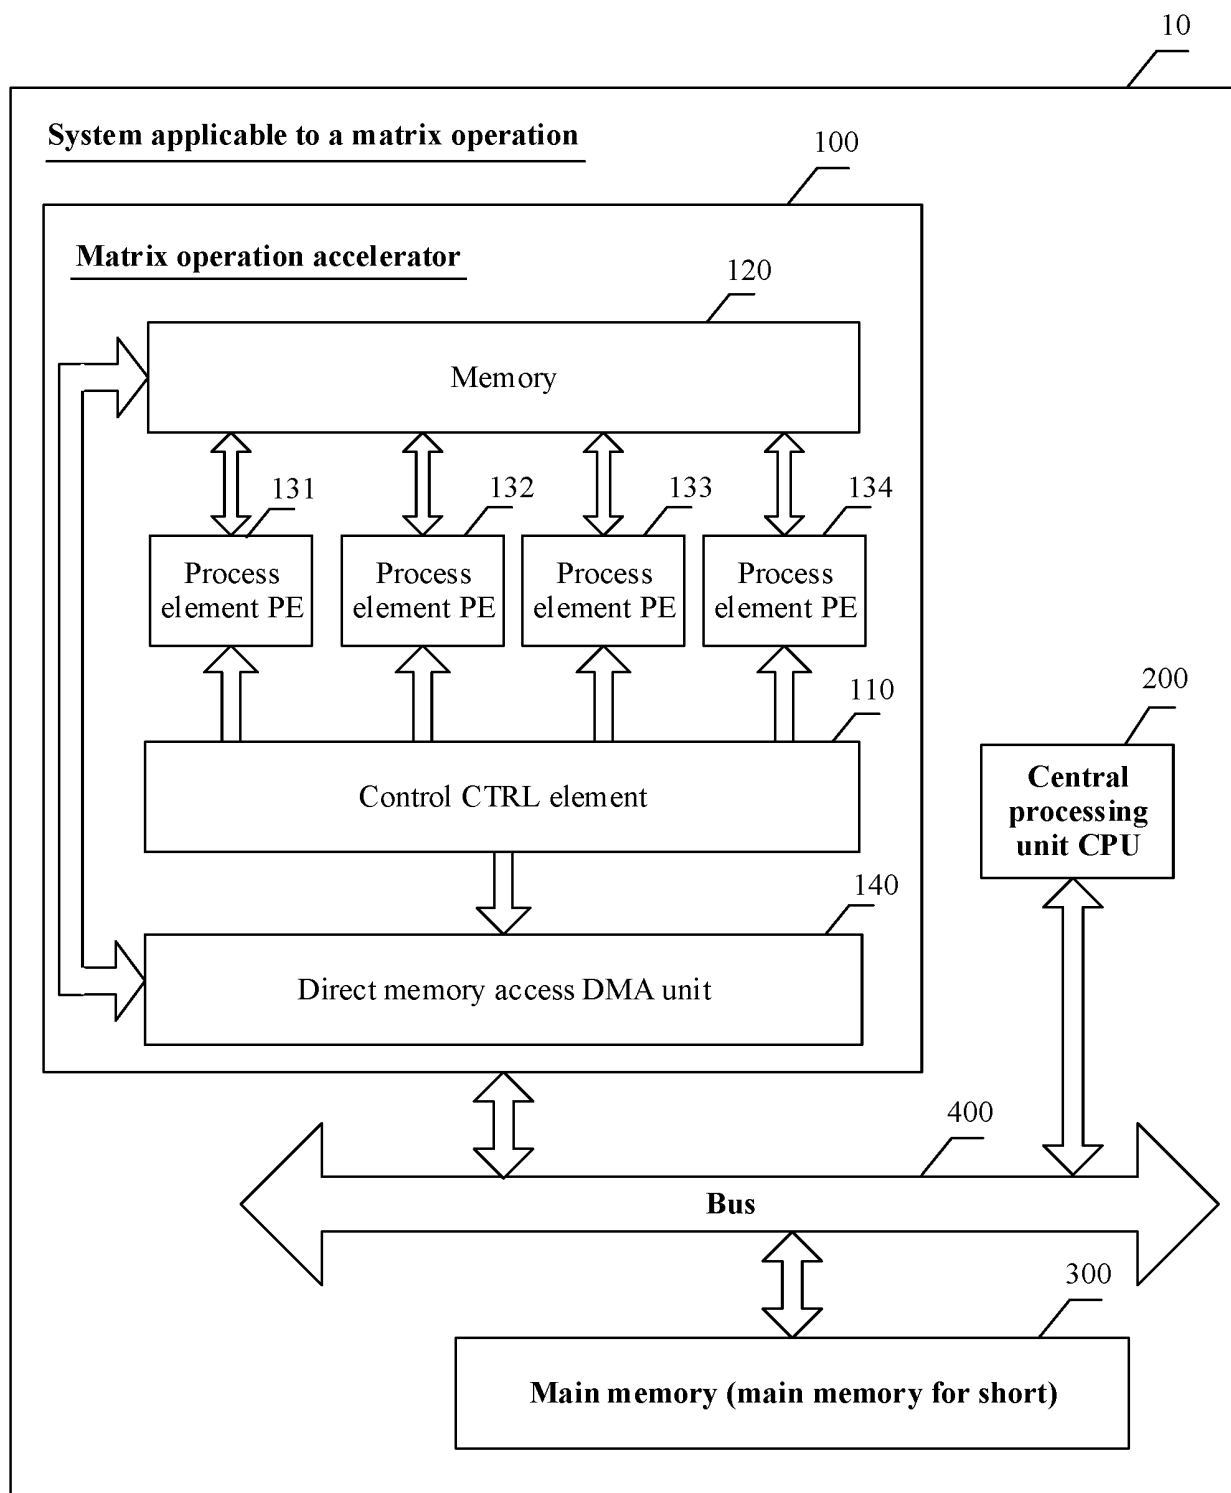 10
System applicable to a matrix operation
100
Matrix operation accelerator
120
Memory
131
132
133
134
Process
element PE
Process
element PE
Process
element PE
Process
element PE
110
Control CTRL element
200
Central
processing
unit CPU
140
Direct memory access DMA unit
400
Bus
300
Main memory (main memory for short)